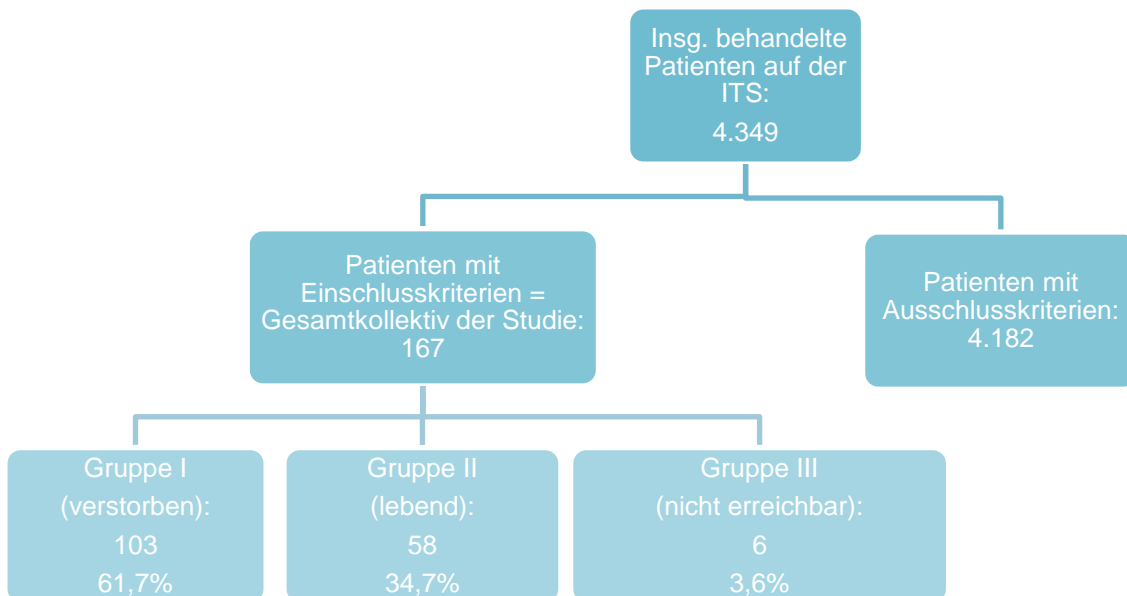 Insg. behandelte
Patienten auf der
ITS:
4.349
Patienten mit
Einschlusskriterien =
Gesamtkollektiv der Studie:
167
Patienten mit
Ausschlusskriterien:
4.182
Gruppe I
(verstorben):
103
61,7%
Gruppe II
(lebend):
58
34,7%
Gruppe III
(nicht erreichbar):
6
3,6%